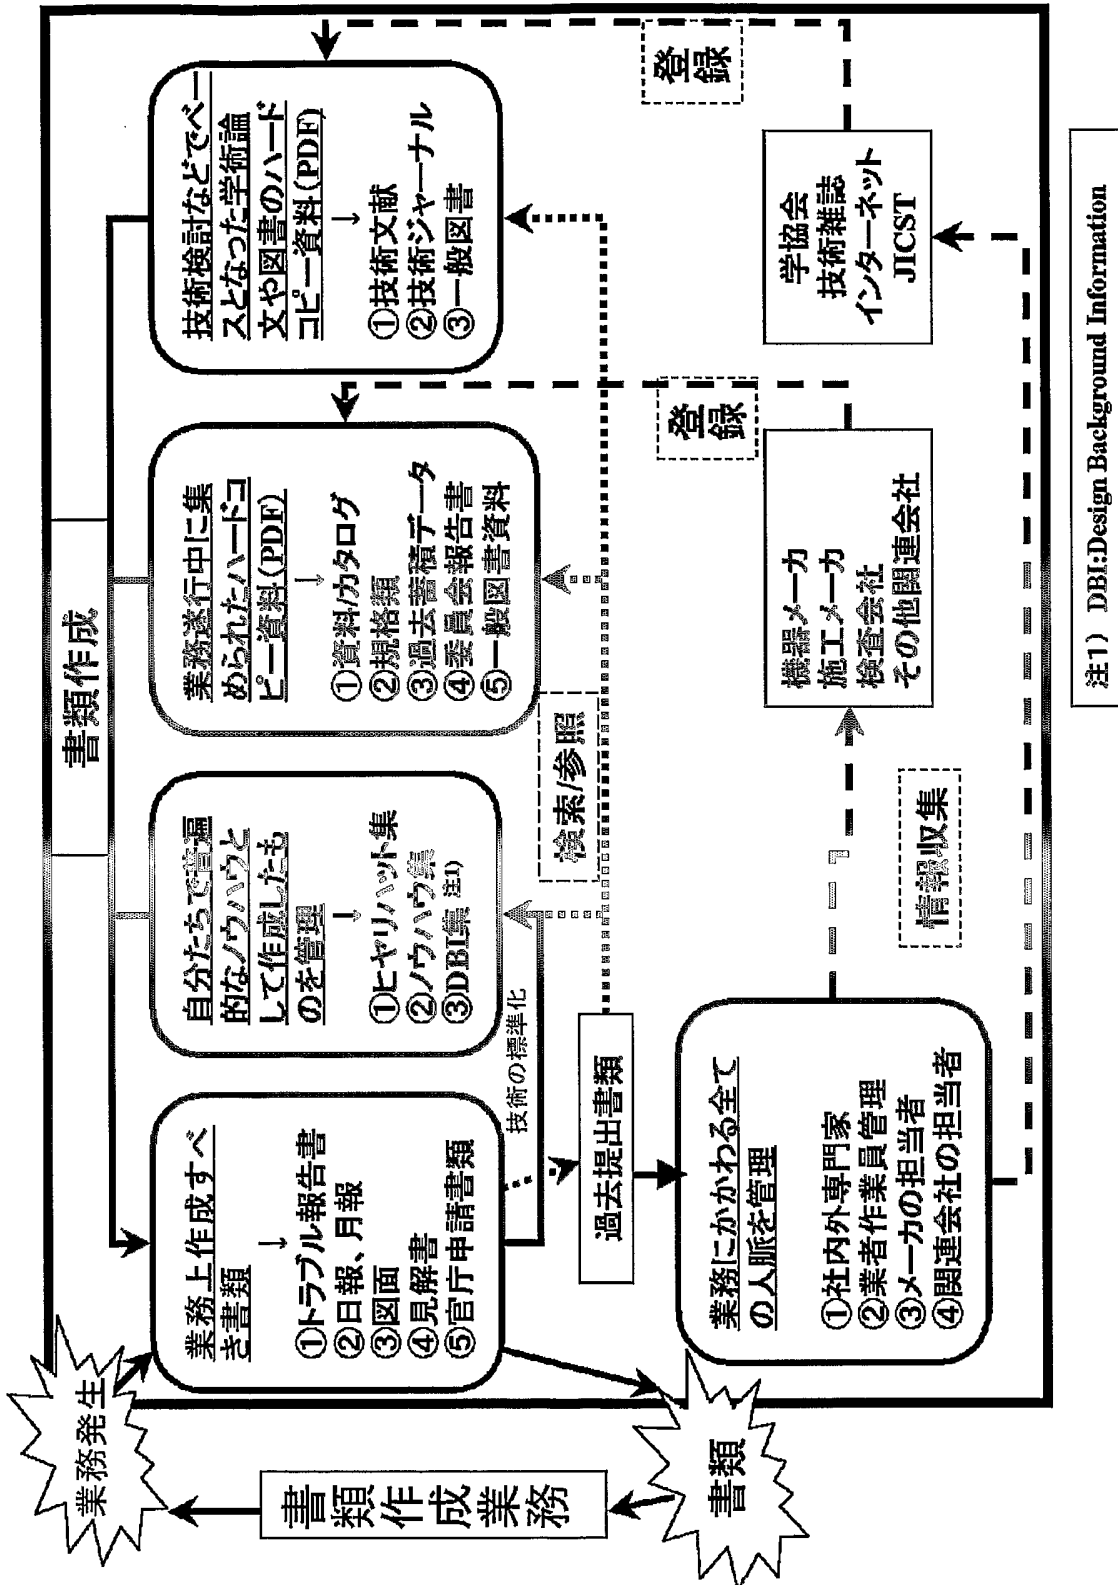 書類作成
業務発生
業務上作成すべ
き書類
↓
①トラブル報告書
②日報、月報
③図面
④見解書
⑤官庁申請書類
自分たちで普遍
的なノウハウと
して作成したも
のを管理
↓
①ヒヤリハット集
②ノウハウ集
③DBI集 注1)
業務遂行中に集
められたハードコ
ピー資料(PDF)
↓
①資料/カタログ
②規格類
③過去蓄積データ
④委員会報告書
⑤一般図書資料
技術検討などでベー
スとなった学術論
文や図書のハード
コピー資料(PDF)
↓
①技術文献
②技術ジャーナル
③一般図書
技術の標準化
検索/参照
書類作成業務
過去提出書類
登録
登録
書類
業務にかかわる全て
の人脈を管理
①社内外専門家
②業者作業員管理
③メーカの担当者
④関連会社の担当者
情報収集
機器メーカ
施工メーカ
検査会社
その他関連会社
学協会
技術雑誌
インターネット
JICST
注1) DBI:Design Background Information